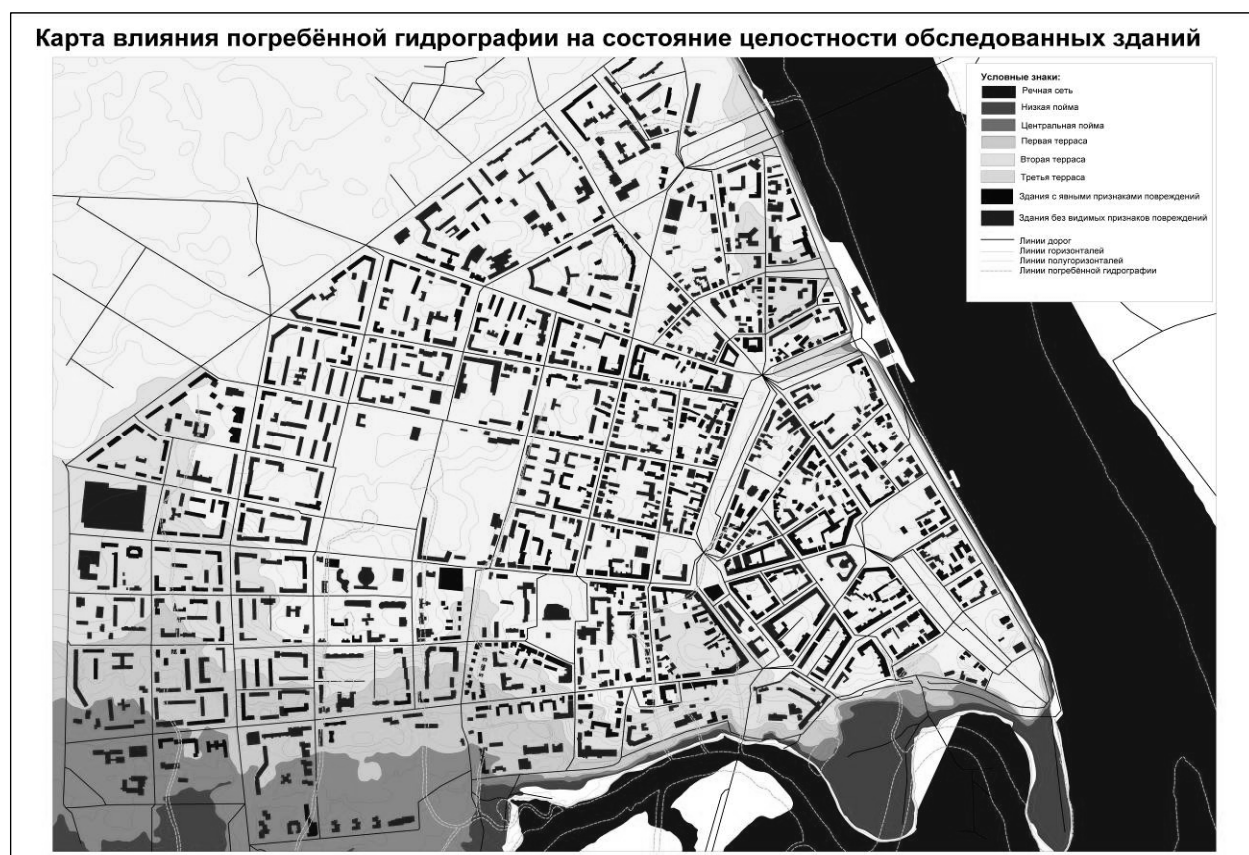 Карта влияния погребённой гидрографии на состояние целостности обследованных зданий
Условные знаки:
Речная сеть
Низкая пойма
Центральная пойма
Первая терраса
Вторая терраса
Третья терраса
Здания с явными признаками повреждений
Здания без видимых признаков повреждений
Линии дорог
Линии горизонталей
Линии полугоризонталей
Линии погребённой гидрографии